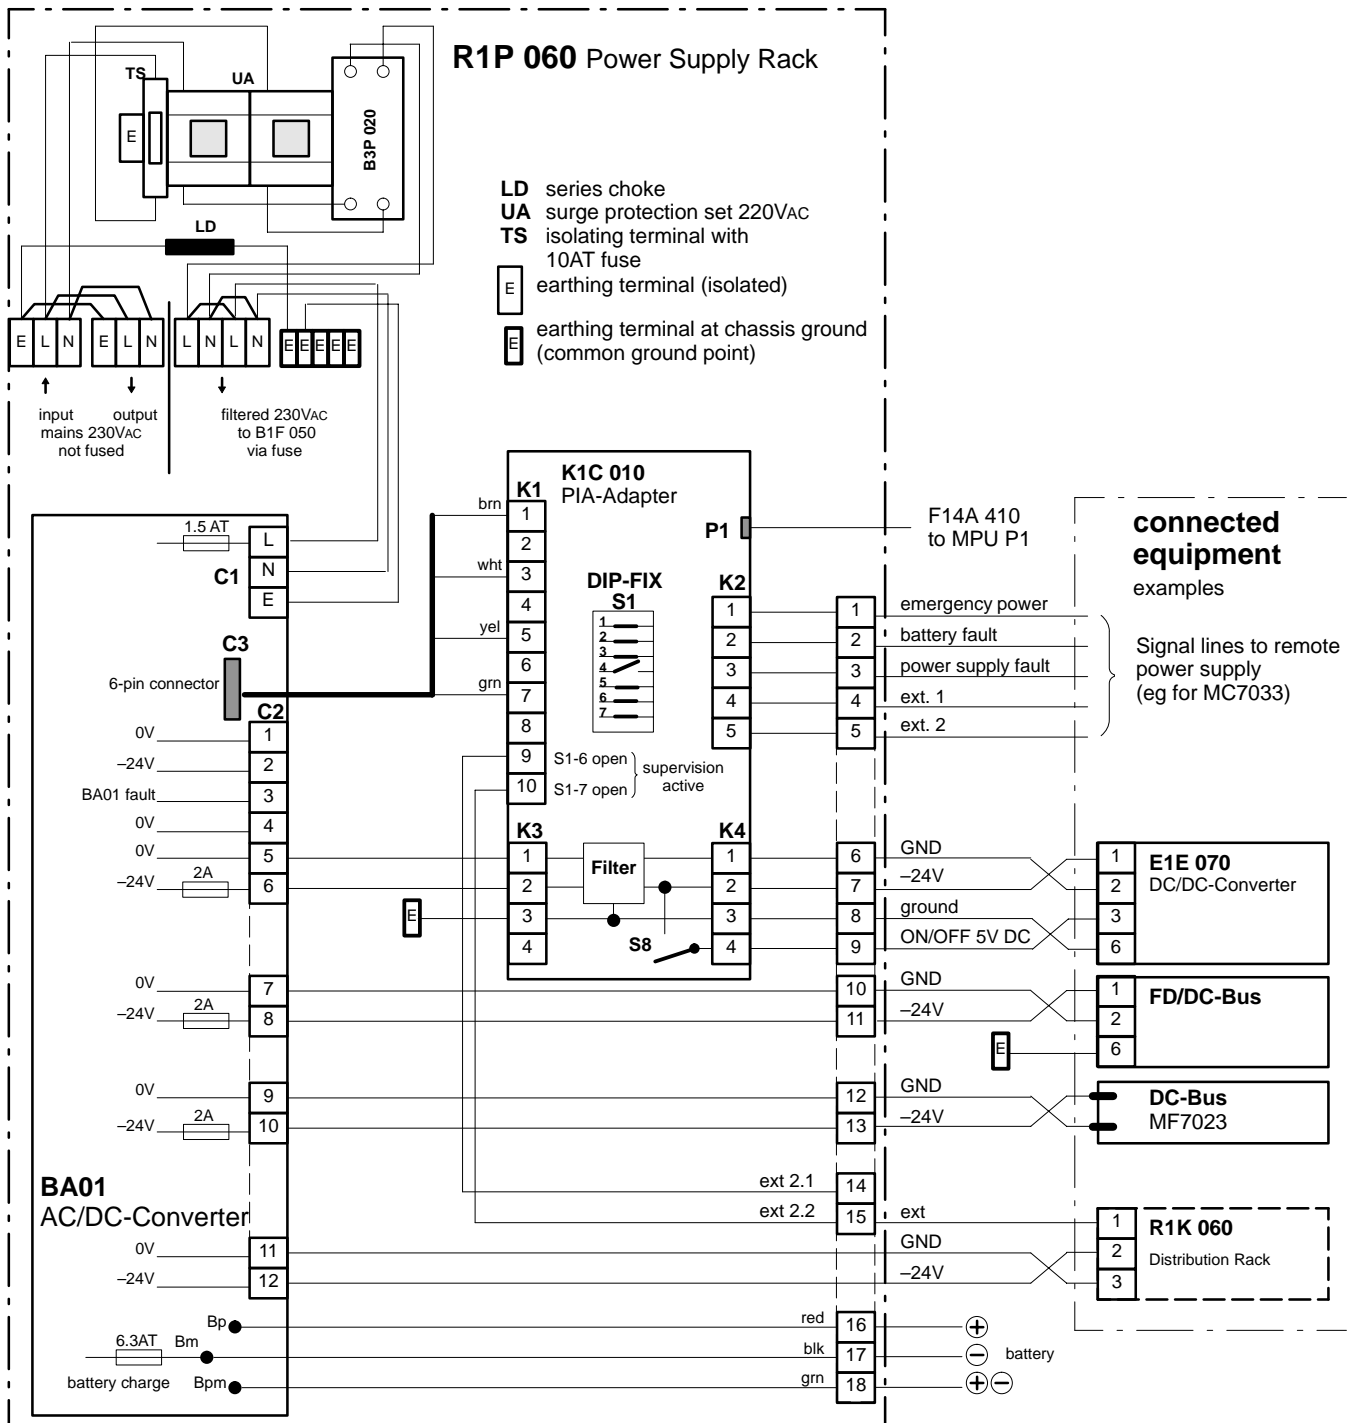 R1P 060 Power Supply Rack
TS
UA
E
B3P 020
LD series choke
UA surge protection set 220VAC
TS isolating terminal with
10AT fuse
E earthing terminal (isolated)
E earthing terminal at chassis ground
(common ground point)
LD
E L N E L N L N L N E E E E E
input output
mains 230VAC
not fused
filtered 230VAC
to B1F 050
via fuse
K1C 010
PIA-Adapter
K1
brn 1
2
wht 3
4
yel 5
6
grn 7
8
9 S1-6 open
10 S1-7 open
supervision
active
P1
F14A 410
to MPU P1
DIP-FIX
S1
1
2
3
4
5
6
7
K2
1 1 emergency power
2 2 battery fault
3 3 power supply fault
4 4 ext. 1
5 5 ext. 2
connected
equipment
examples
Signal lines to remote
power supply
(eg for MC7033)
1.5 AT
C1
L
N
E
C3
6-pin connector
C2
0V 1
–24V 2
BA01 fault 3
0V 4
0V 5
–24V 2A 6
K3
1
2
3
4
E
Filter
S8
K4
1 6 GND
2 7 –24V
3 8 ground
4 9 ON/OFF 5V DC
1
2
3
6
E1E 070
DC/DC-Converter
0V 7 10 GND
–24V 2A 8 11 –24V
1
2
6
E
FD/DC-Bus
0V 9 12 GND
–24V 2A 10 13 –24V
DC-Bus
MF7023
BA01
AC/DC-Converter
ext 2.1 14
ext 2.2 15 ext
0V 11 GND
–24V 12 –24V
1
2
3
R1K 060
Distribution Rack
Bp red 16
6.3AT Bm blk 17 battery
battery charge Bpm grn 18